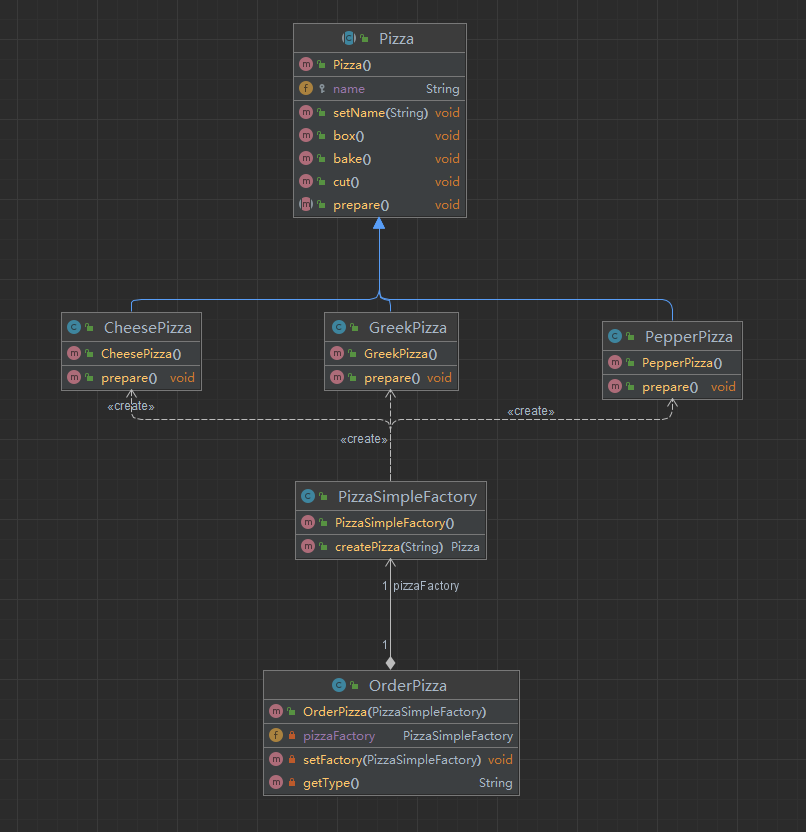 Pizza
Pizza()
name String
setName(String) void
box() void
bake() void
cut() void
prepare() void
CheesePizza
CheesePizza()
prepare() void
GreekPizza
GreekPizza()
prepare() void
PepperPizza
PepperPizza()
prepare() void
«create»
«create»
«create»
PizzaSimpleFactory
PizzaSimpleFactory()
createPizza(String) Pizza
1 pizzaFactory
1
OrderPizza
OrderPizza(PizzaSimpleFactory)
pizzaFactory PizzaSimpleFactory
setFactory(PizzaSimpleFactory) void
getType() String